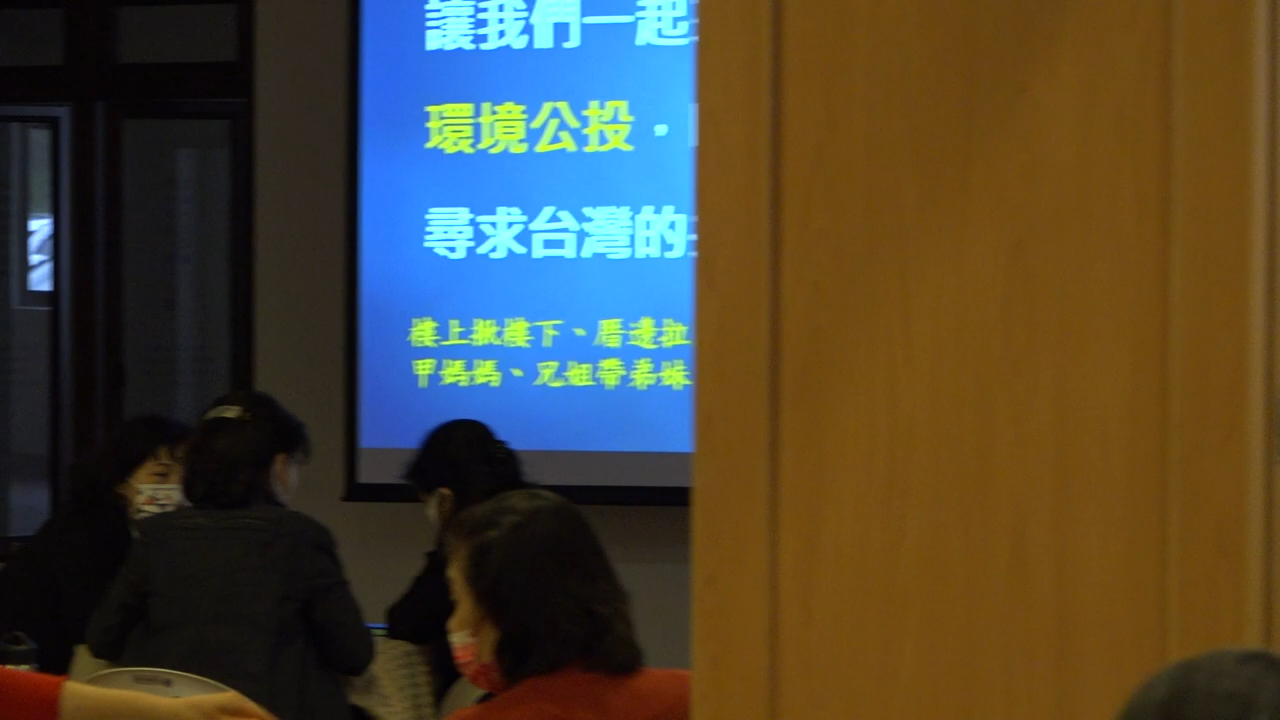 讓我們一起
環境公投・
尋求台灣的
樓上揪樓下、厝邊拉
甲媽媽、兄姐帶弟妹